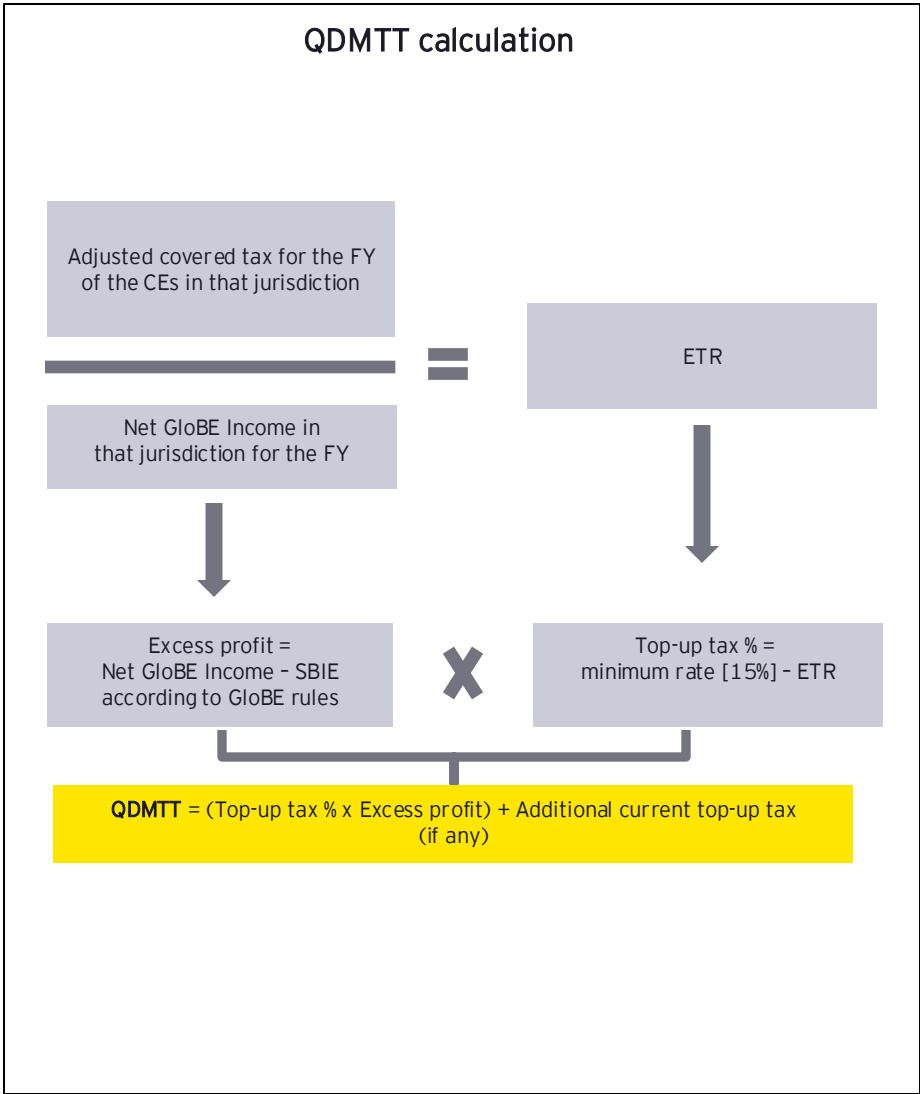 QDMTT calculation
Adjusted covered tax for the FY
of the CEs in that jurisdiction
=
ETR
Net GloBE Income in
that jurisdiction for the FY
Excess profit =
Net GloBE Income – SBIE
according to GloBE rules
Top-up tax % =
minimum rate [15%] – ETR
QDMTT = (Top-up tax % x Excess profit) + Additional current top-up tax
(if any)